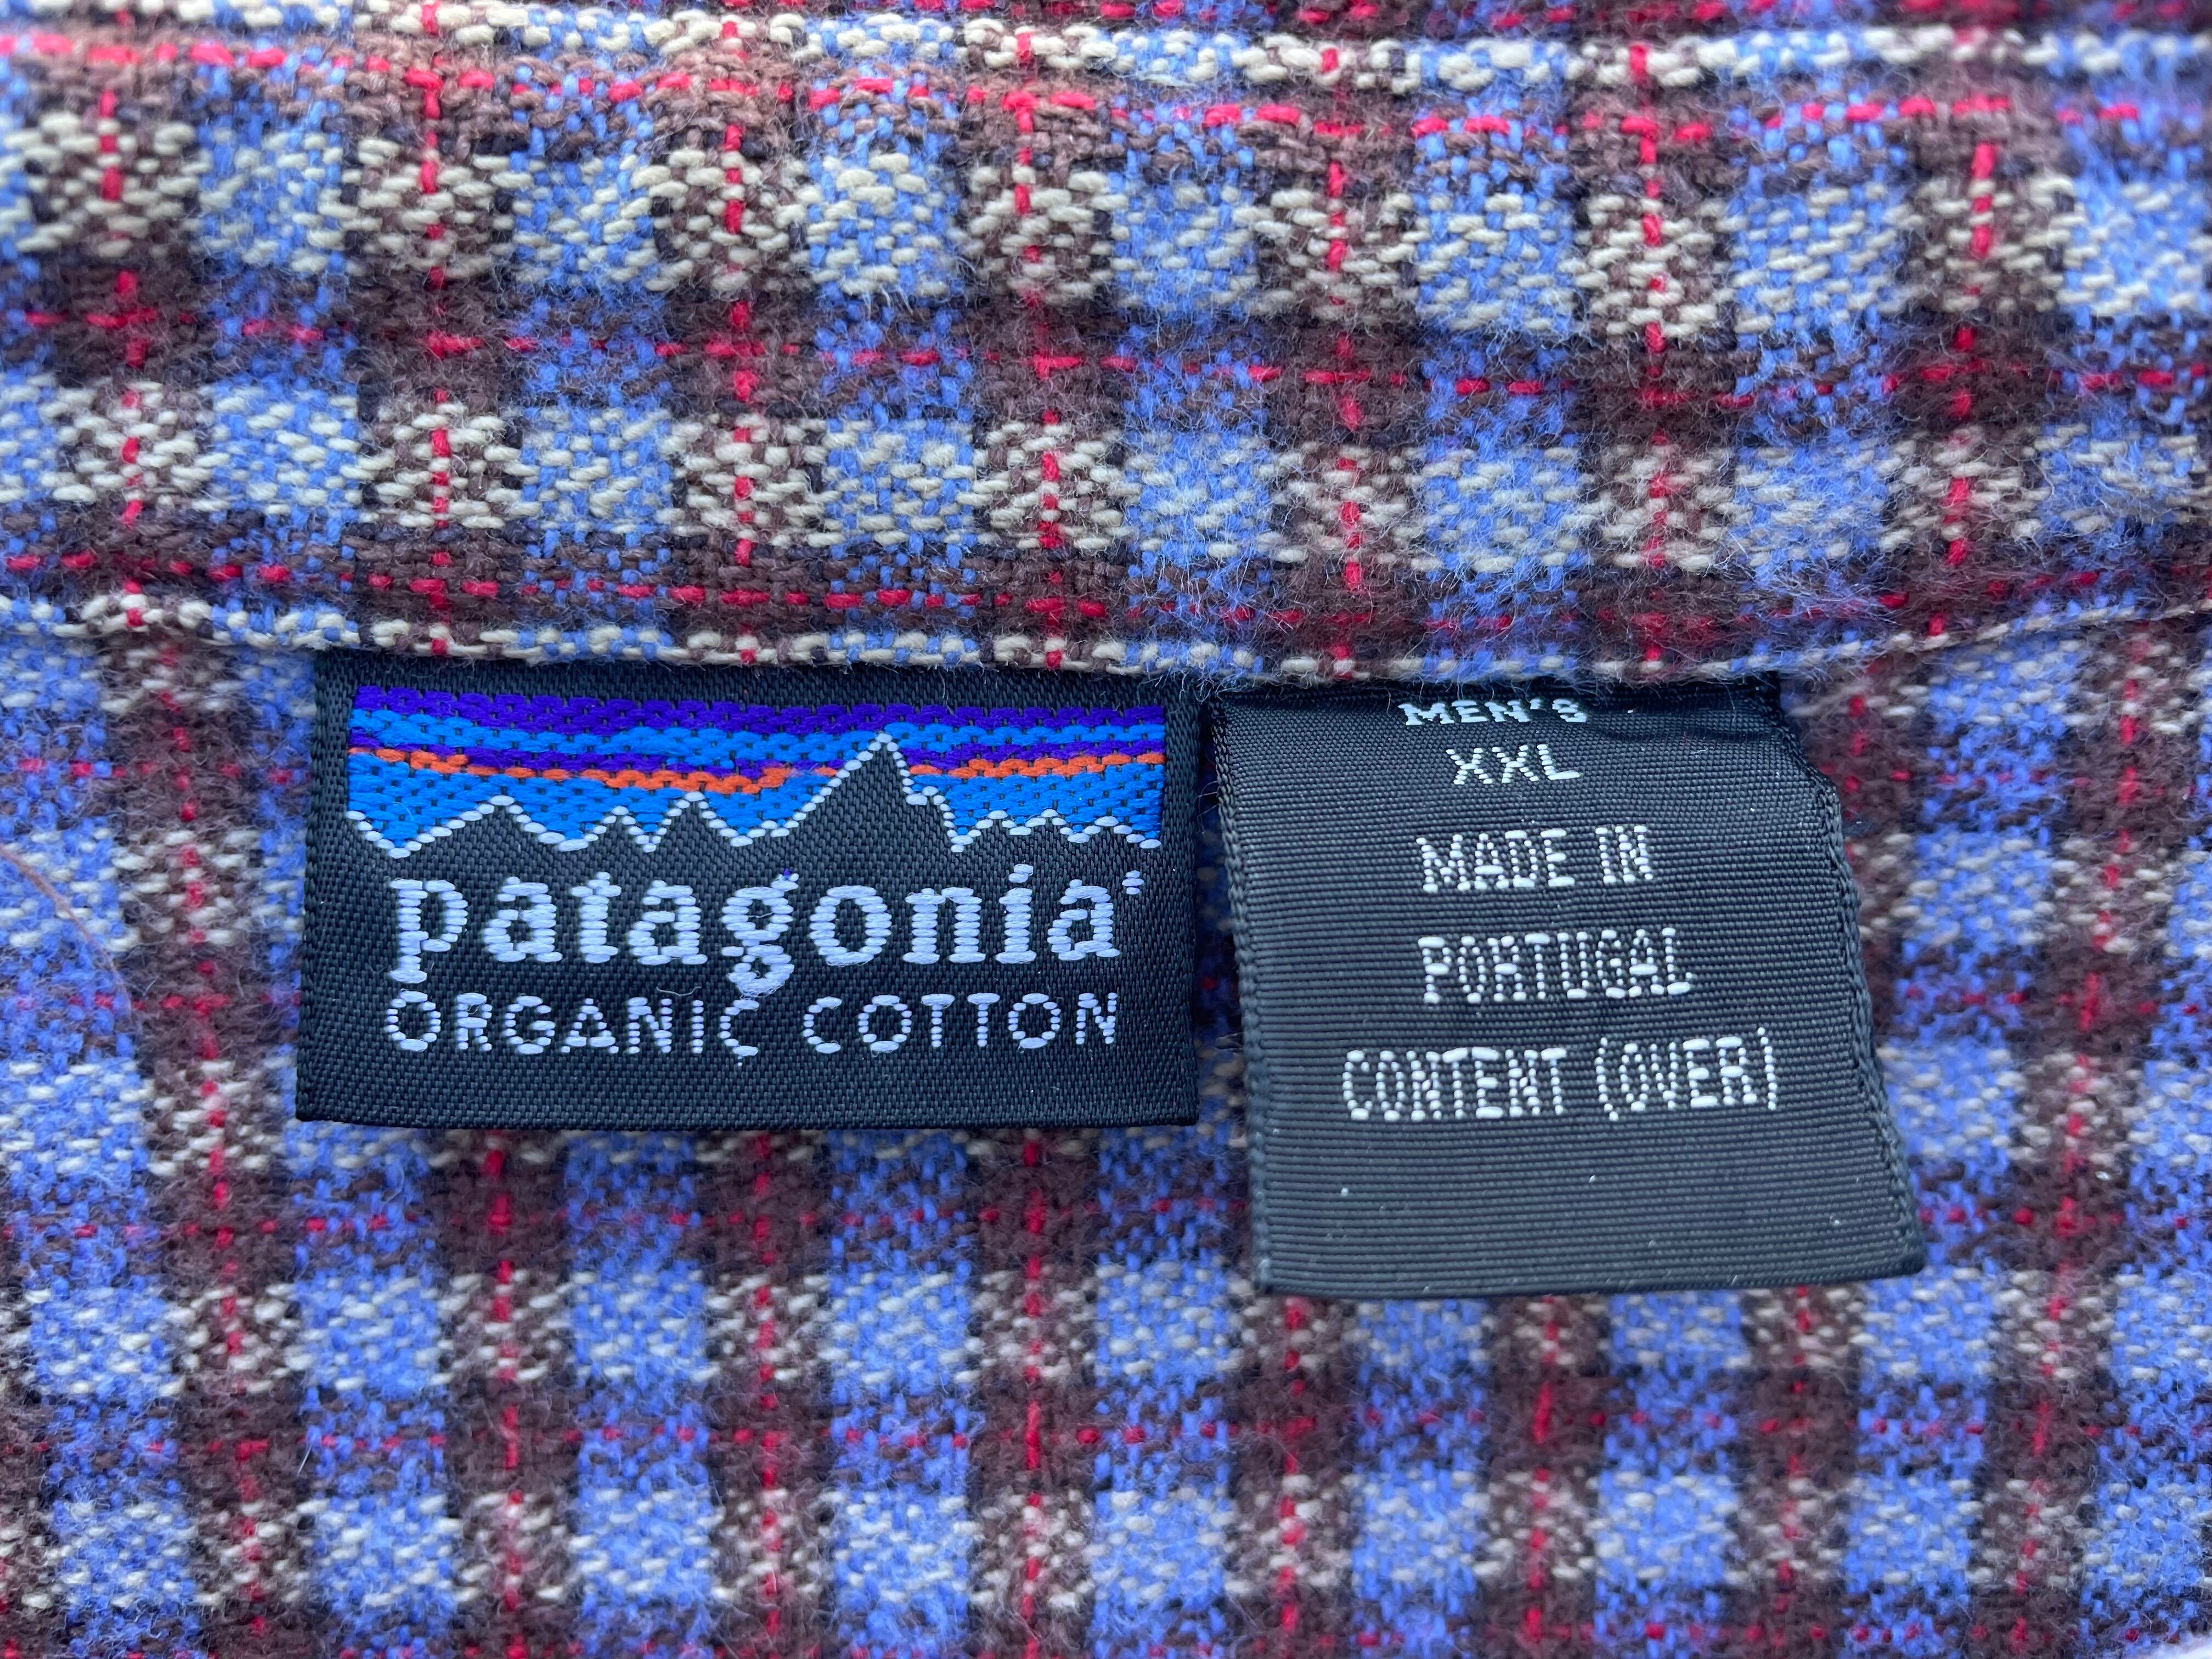 patagonia
ORGANIC COTTON
MEN'S
XXL
MADE IN
PORTUGAL
CONTENT (OVER)